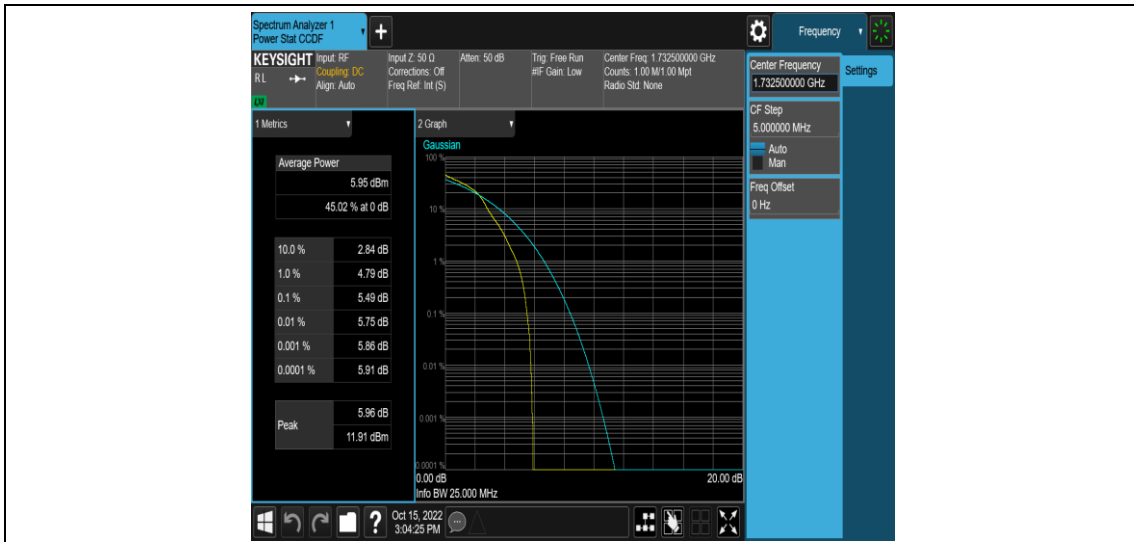 Spectrum Analyzer 1
Power Stat CCDF
+
Frequency
KEYSIGHT
RL
LM
Input: RF
Coupling: DC
Align: Auto
Input Z: 50 Ω
Corrections: Off
Freq Ref: Int (S)
Atten: 50 dB
Trig: Free Run
#IF Gain: Low
Center Freq: 1.732500000 GHz
Counts: 1.00 M/1.00 Mpt
Radio Std: None
Center Frequency
1.732500000 GHz
Settings
CF Step
5.000000 MHz
Auto
Man
Freq Offset
0 Hz
1 Metrics
Average Power
5.95 dBm
45.02 % at 0 dB
10.0 % 2.84 dB
1.0 % 4.79 dB
0.1 % 5.49 dB
0.01 % 5.75 dB
0.001 % 5.86 dB
0.0001 % 5.91 dB
Peak
5.96 dB
11.91 dBm
2 Graph
Gaussian
100 %
10 %
1 %
0.1 %
0.01 %
0.001 %
0.0001 %
0.00 dB 20.00 dB
Info BW 25.000 MHz
?
Oct 15, 2022
3:04:25 PM